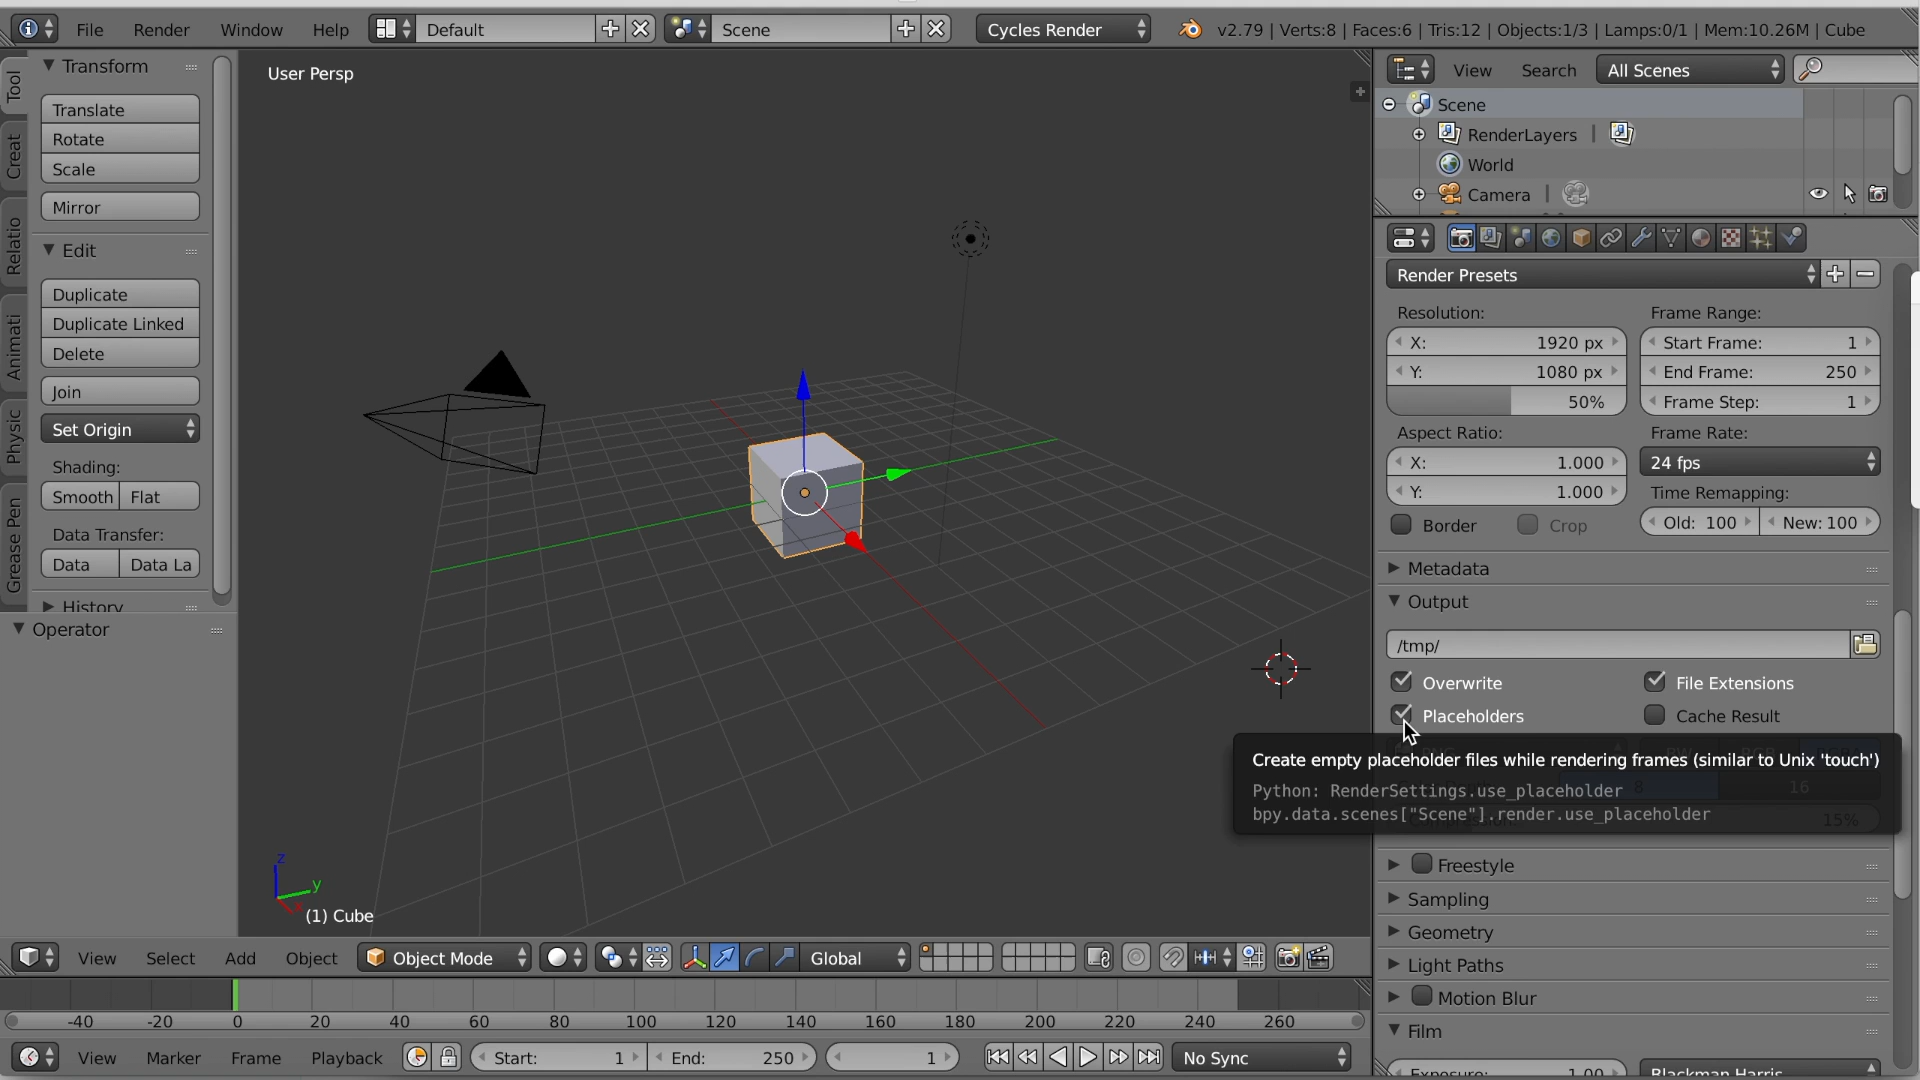 File Render Window Help Default Scene Cycles Render v2.79 | Verts:8 | Faces:6 | Tris:12 | Objects:1/3 | Lamps:0/1 | Mem:10.26M | Cube
Tool
Creat
Relatio
Animati
Physic
Grease Pen
Transform
Translate
Rotate
Scale
Mirror
Edit
Duplicate
Duplicate Linked
Delete
Join
Set Origin
Shading:
Smooth Flat
Data Transfer:
Data Data La
History
Operator
User Persp
z
y
x
(1) Cube
View Search All Scenes
Scene
RenderLayers
World
Camera
Render Presets
Resolution: Frame Range:
X: 1920 px Start Frame: 1
Y: 1080 px End Frame: 250
50% Frame Step: 1
Aspect Ratio: Frame Rate:
X: 1.000 24 fps
Y: 1.000 Time Remapping:
Border Crop Old: 100 New: 100
Metadata
Output
/tmp/
Overwrite File Extensions
Placeholders Cache Result
Create empty placeholder files while rendering frames (similar to Unix 'touch')
Python: RenderSettings.use_placeholder
bpy.data.scenes["Scene"].render.use_placeholder
8 16
15%
Freestyle
Sampling
Geometry
Light Paths
Motion Blur
Film
Exposure: 1.00 Blackman-Harris
View Select Add Object Object Mode Global
-40 -20 0 20 40 60 80 100 120 140 160 180 200 220 240 260
View Marker Frame Playback Start: 1 End: 250 1 No Sync